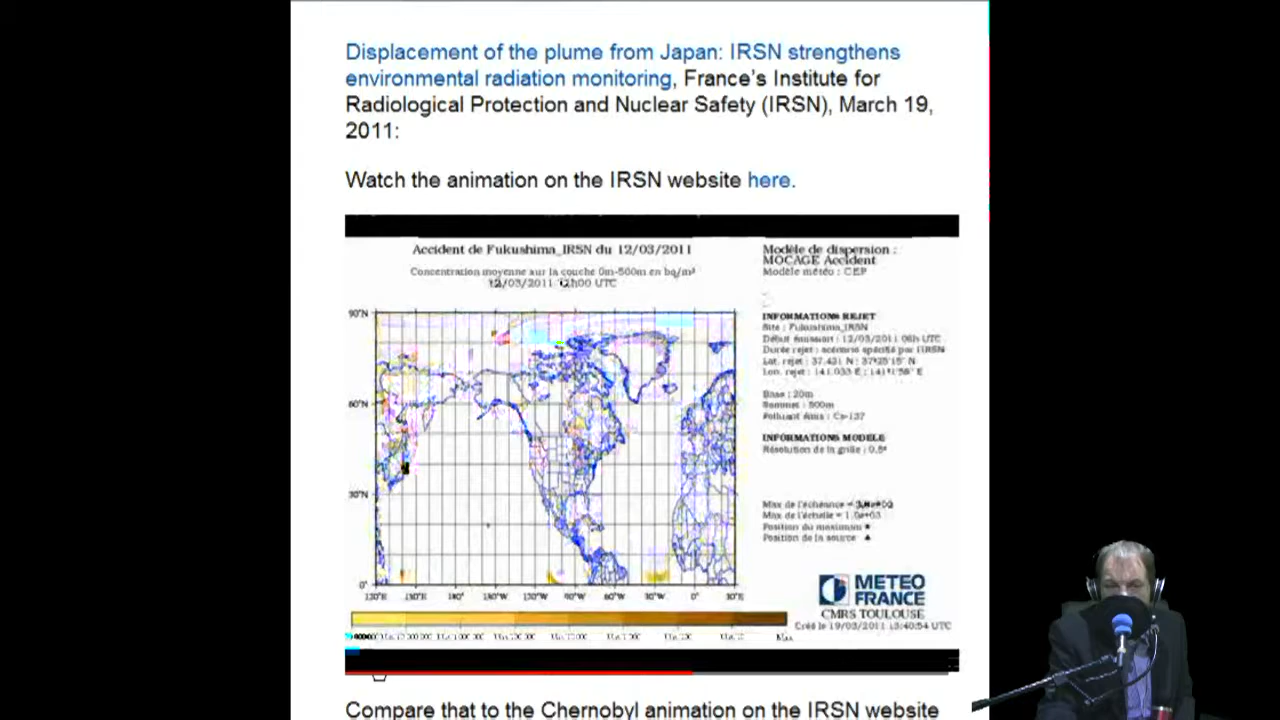 Displacement of the plume from Japan: IRSN strengthens
environmental radiation monitoring, France's Institute for
Radiological Protection and Nuclear Safety (IRSN), March 19,
2011:
Watch the animation on the IRSN website here.
Accident de Fukushima_IRSN du 12/03/2011
Concentration moyenne sur la couche 0m-500m en bq/m³
12/03/2011 12h00 UTC
90°N
60°N
30°N
0°
120°E 150°E 180° 150°W 120°W 90°W 60°W 30°W 0° 30°E
Max
Modèle de dispersion :
MOCAGE Accident
Modèle météo : CEP
INFORMATIONS REJET
Site : Fukushima_IRSN
Début émission : 12/03/2011 06h UTC
Durée rejet : scénario spécifié par l'IRSN
Lat. rejet : 37.421 N : 37°25'15" N
Lon. rejet : 141.033 E : 141°1'58" E
Base : 20m
Sommet : 500m
Polluant émis : Cs-137
INFORMATIONS MODELE
Résolution de la grille : 0.5°
Max de l'échéance =
Max de l'échelle = 1.0e+03
Position du maximum ★
Position de la source ▲
METEO
FRANCE
CMRS TOULOUSE
Créé le 19/03/2011 13:40:54 UTC
Compare that to the Chernobyl animation on the IRSN website